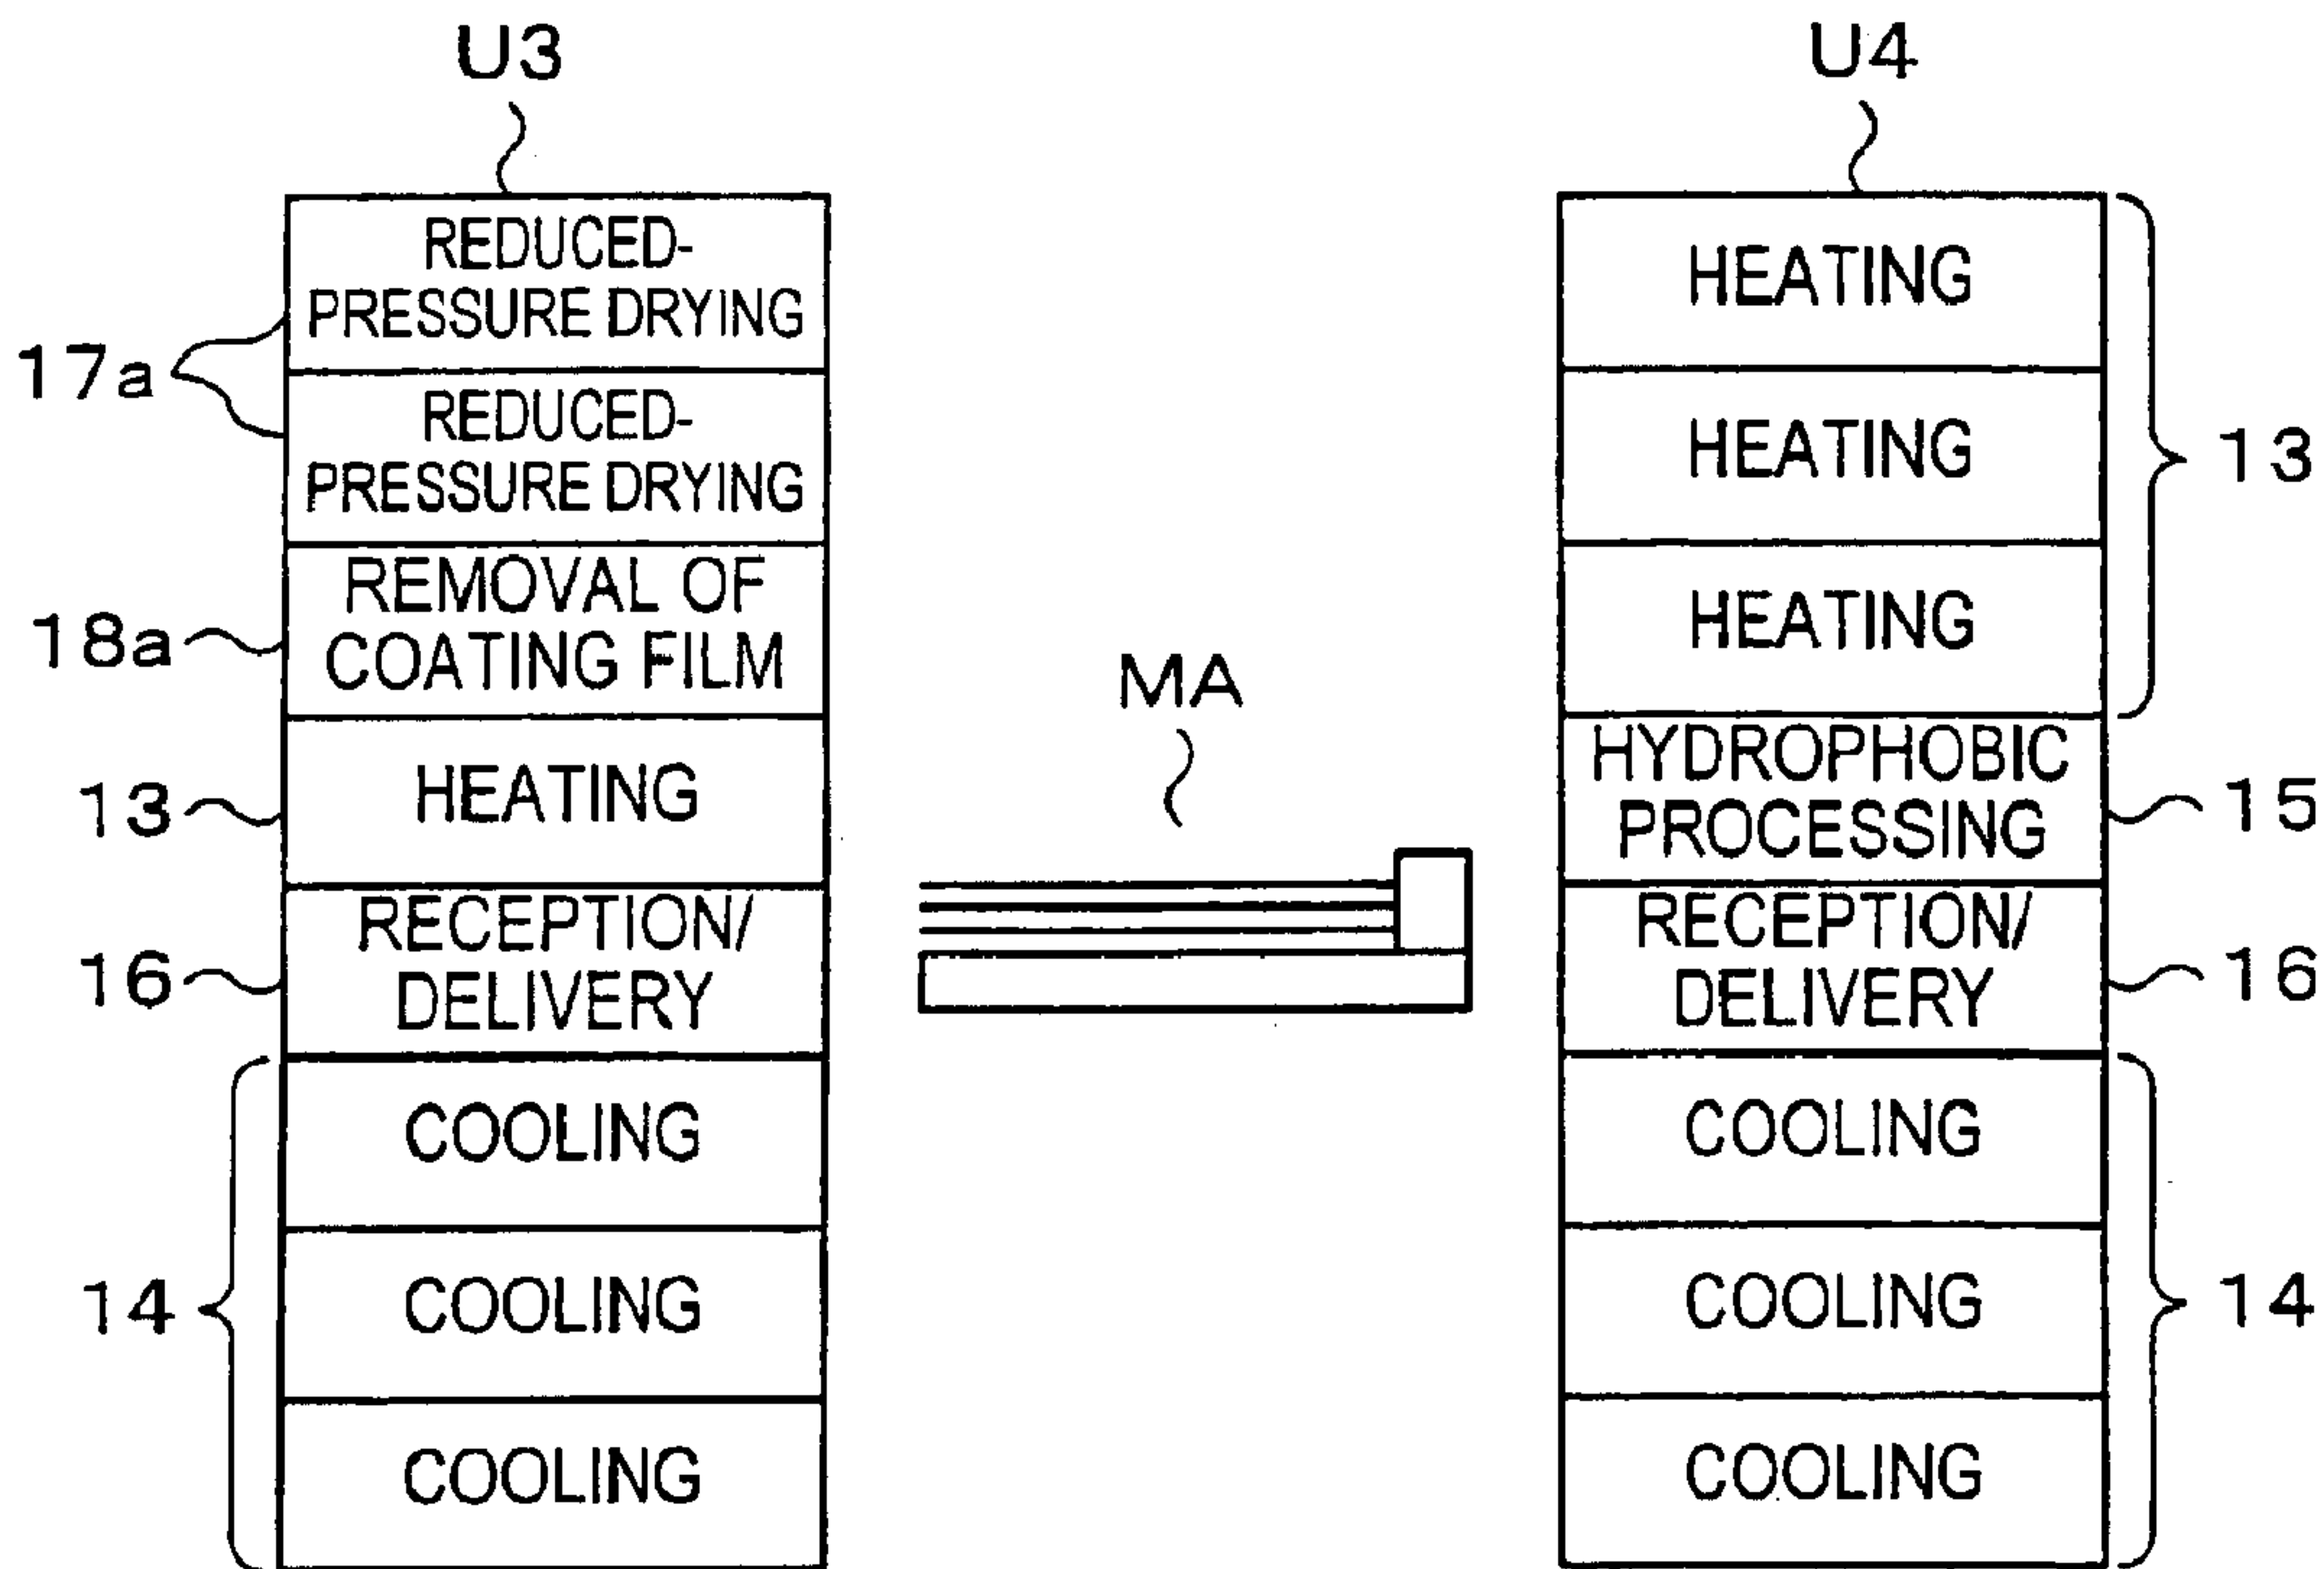 U3
REDUCED-
PRESSURE DRYING
REDUCED-
PRESSURE DRYING
17a
REMOVAL OF
COATING FILM
18a
HEATING
13
RECEPTION/
DELIVERY
16
COOLING
COOLING
COOLING
14
MA
U4
HEATING
HEATING
HEATING
13
HYDROPHOBIC
PROCESSING
15
RECEPTION/
DELIVERY
16
COOLING
COOLING
COOLING
14